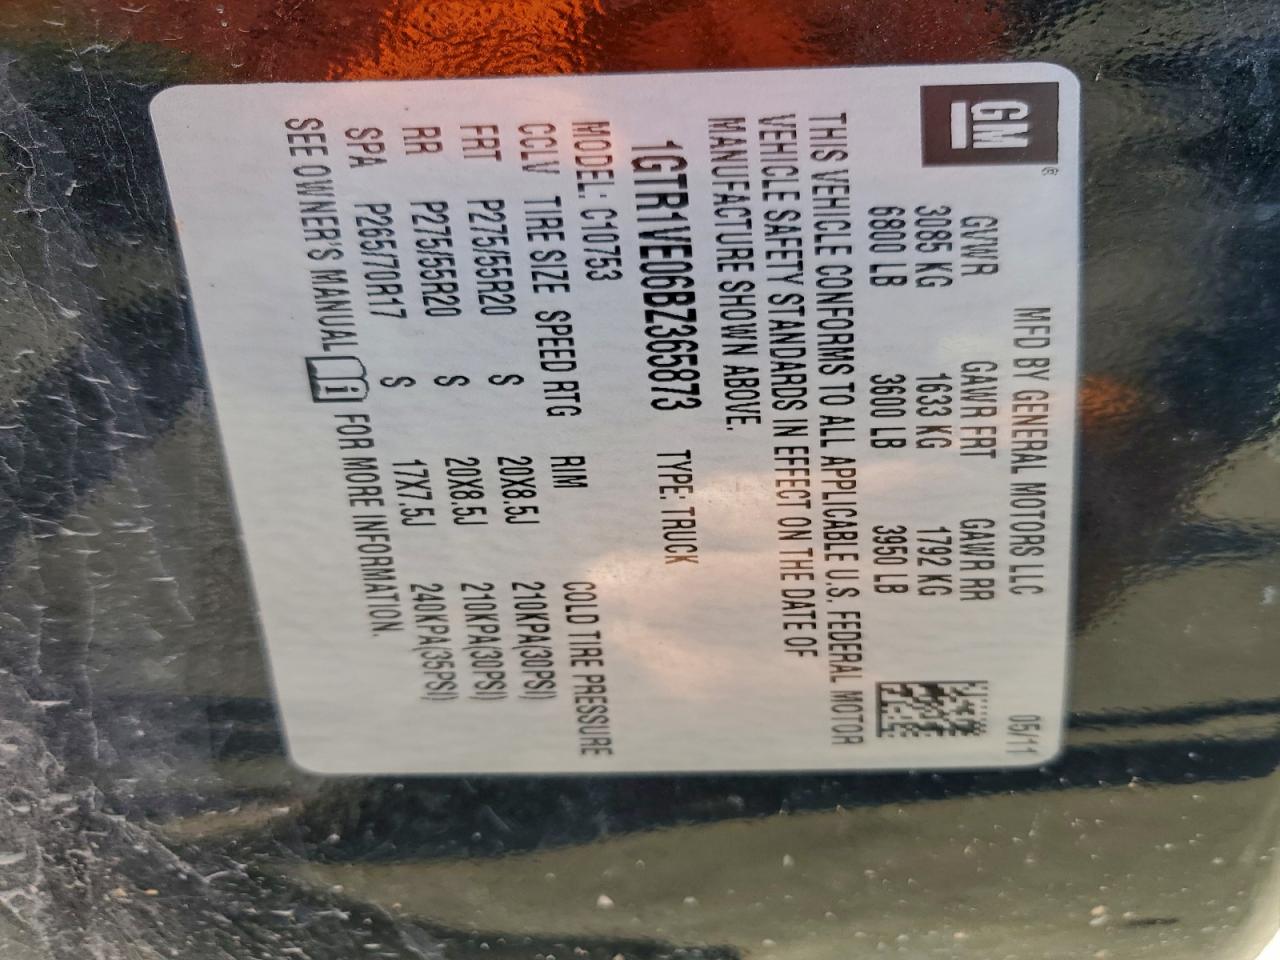 GM®
MFD BY GENERAL MOTORS LLC 05/11
GVWR GAWR FRT GAWR RR
3085 KG 1633 KG 1792 KG
6800 LB 3600 LB 3950 LB
THIS VEHICLE CONFORMS TO ALL APPLICABLE U.S. FEDERAL MOTOR
VEHICLE SAFETY STANDARDS IN EFFECT ON THE DATE OF
MANUFACTURE SHOWN ABOVE.
1GTR1VE06BZ365873 TYPE: TRUCK
MODEL: C10753
CCLV TIRE SIZE SPEED RTG RIM COLD TIRE PRESSURE
FRT P275/55R20 S 20X8.5J 210KPA(30PSI)
RR P275/55R20 S 20X8.5J 210KPA(30PSI)
SPA P265/70R17 S 17X7.5J 240KPA(35PSI)
SEE OWNER'S MANUAL i FOR MORE INFORMATION.